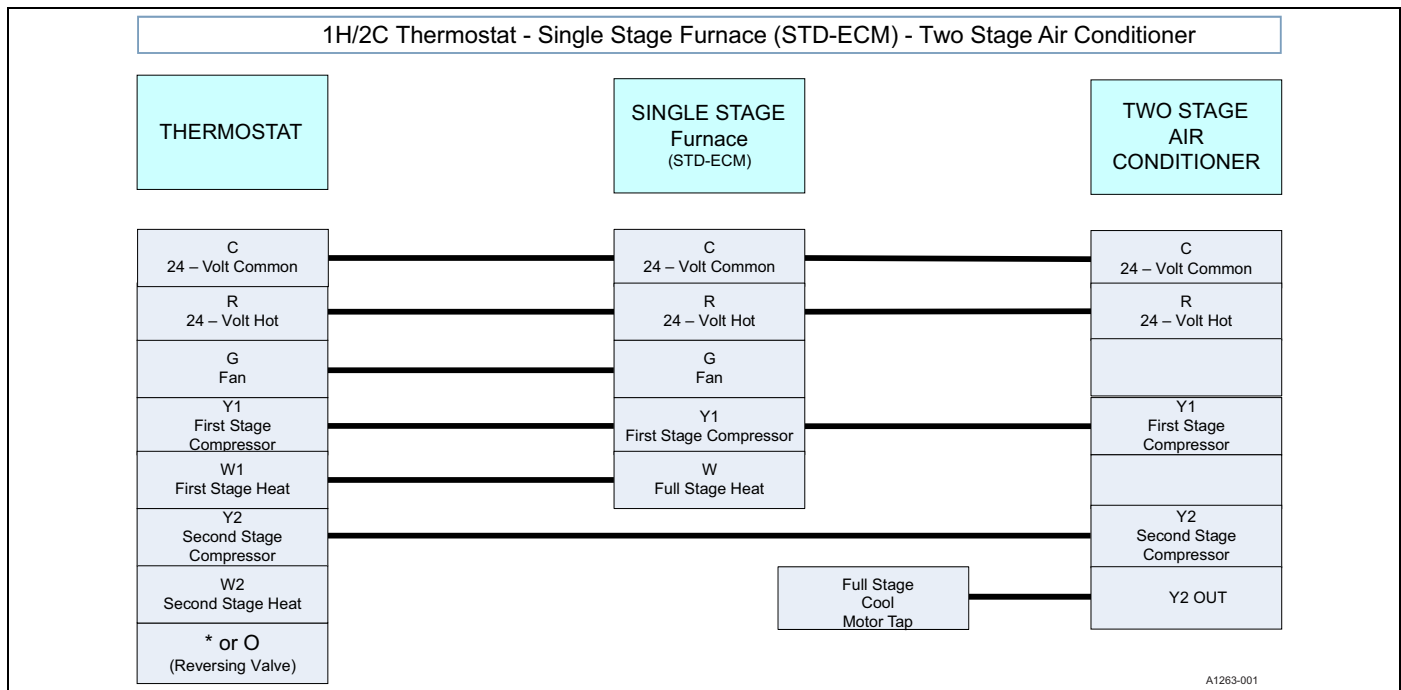 1H/2C Thermostat - Single Stage Furnace (STD-ECM) - Two Stage Air Conditioner
THERMOSTAT
SINGLE STAGE
Furnace
(STD-ECM)
TWO STAGE
AIR
CONDITIONER
C
24 – Volt Common
C
24 – Volt Common
C
24 – Volt Common
R
24 – Volt Hot
R
24 – Volt Hot
R
24 – Volt Hot
G
Fan
G
Fan
Y1
First Stage
Compressor
Y1
First Stage Compressor
Y1
First Stage
Compressor
W1
First Stage Heat
W
Full Stage Heat
Y2
Second Stage
Compressor
Y2
Second Stage
Compressor
W2
Second Stage Heat
Full Stage
Cool
Motor Tap
Y2 OUT
* or O
(Reversing Valve)
A1263-001